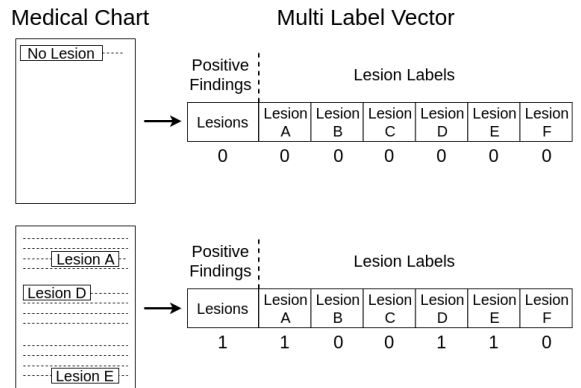 Medical Chart Multi Label Vector
No Lesion
Positive
Findings
Lesion Labels
Lesions Lesion A Lesion B Lesion C Lesion D Lesion E Lesion F
0 0 0 0 0 0 0
Lesion A
Lesion D
Lesion E
Positive
Findings
Lesion Labels
Lesions Lesion A Lesion B Lesion C Lesion D Lesion E Lesion F
1 1 0 0 1 1 0